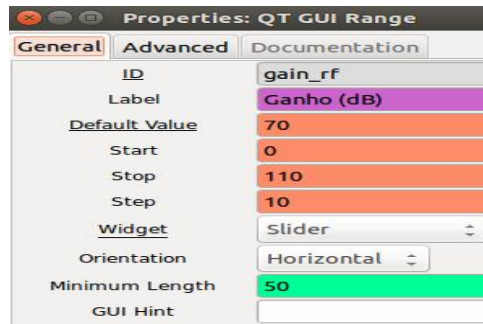 Properties: QT GUI Range
General Advanced Documentation
ID gain_rf
Label Ganho (dB)
Default Value 70
Start 0
Stop 110
Step 10
Widget Slider
Orientation Horizontal
Minimum Length 50
GUI Hint